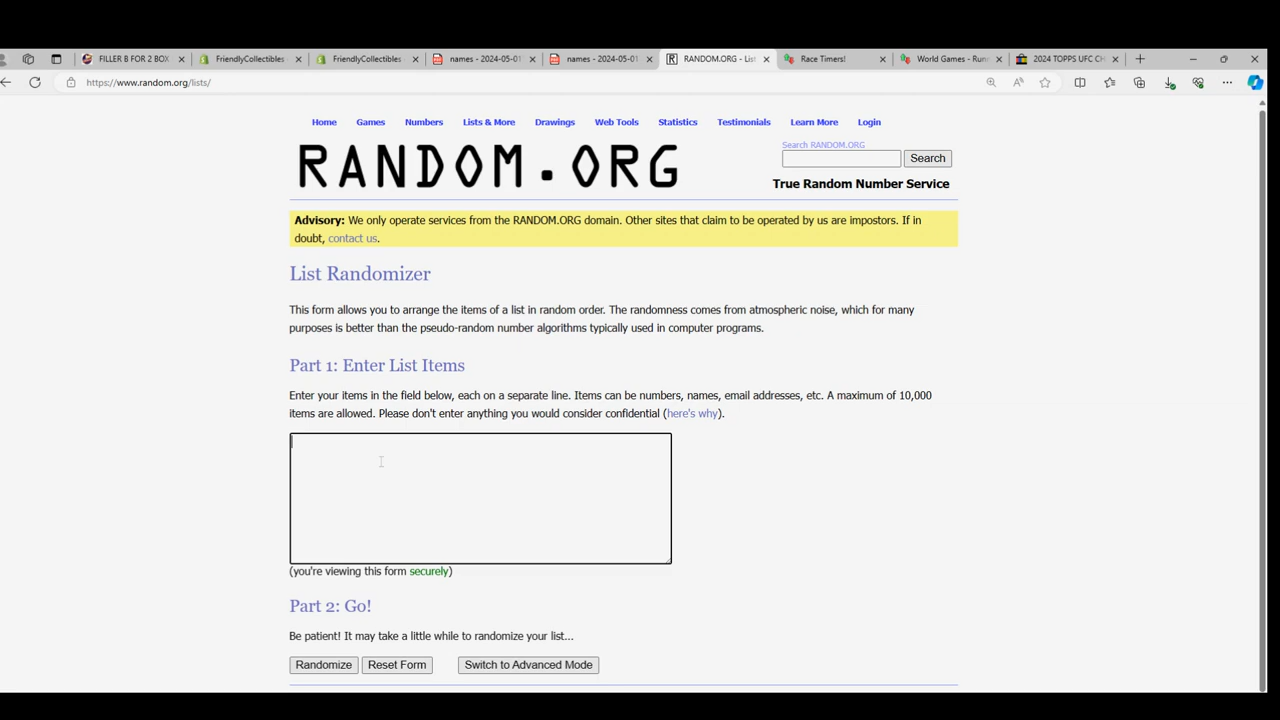 FILLER B FOR 2 BOX
FriendlyCollectibles
FriendlyCollectibles
names - 2024-05-01
names - 2024-05-01
RANDOM.ORG - List
Race Timers!
World Games - Runn
2024 TOPPS UFC CH
https://www.random.org/lists/
Home Games Numbers Lists & More Drawings Web Tools Statistics Testimonials Learn More Login
RANDOM.ORG
Search RANDOM.ORG
Search
True Random Number Service
Advisory: We only operate services from the RANDOM.ORG domain. Other sites that claim to be operated by us are impostors. If in
doubt, contact us.
List Randomizer
This form allows you to arrange the items of a list in random order. The randomness comes from atmospheric noise, which for many
purposes is better than the pseudo-random number algorithms typically used in computer programs.
Part 1: Enter List Items
Enter your items in the field below, each on a separate line. Items can be numbers, names, email addresses, etc. A maximum of 10,000
items are allowed. Please don't enter anything you would consider confidential (here's why).
(you're viewing this form securely)
Part 2: Go!
Be patient! It may take a little while to randomize your list...
Randomize Reset Form Switch to Advanced Mode